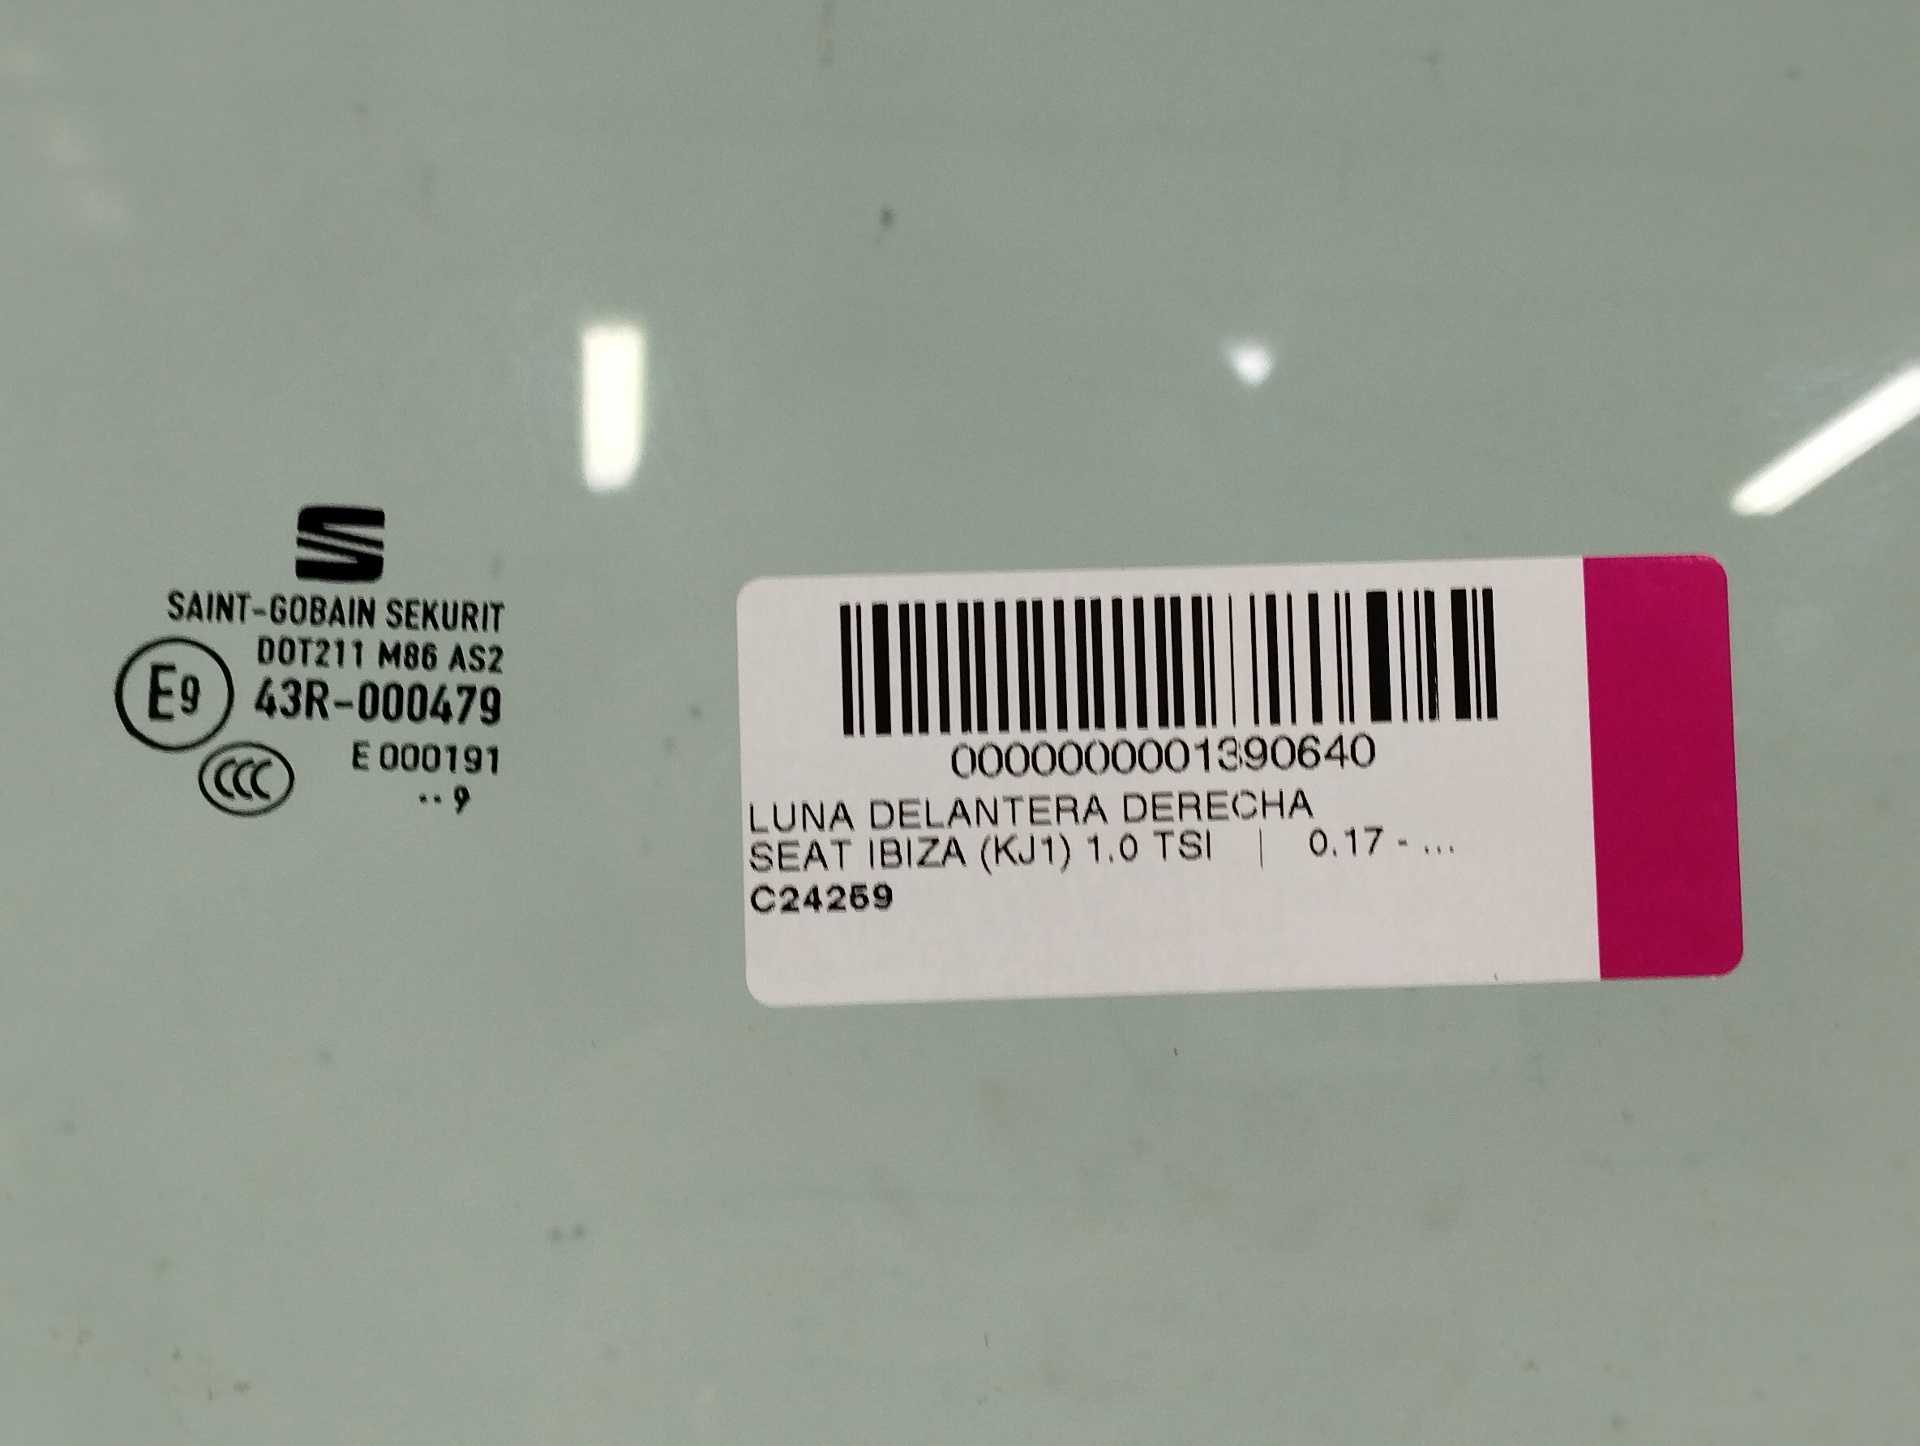 SAINT-GOBAIN SEKURIT
DOT211 M86 AS2
E9 43R-000479
CCC E 000191
·· 9
0000000001390640
LUNA DELANTERA DERECHA
SEAT IBIZA (KJ1) 1.0 TSI | 0.17 - ...
C24259